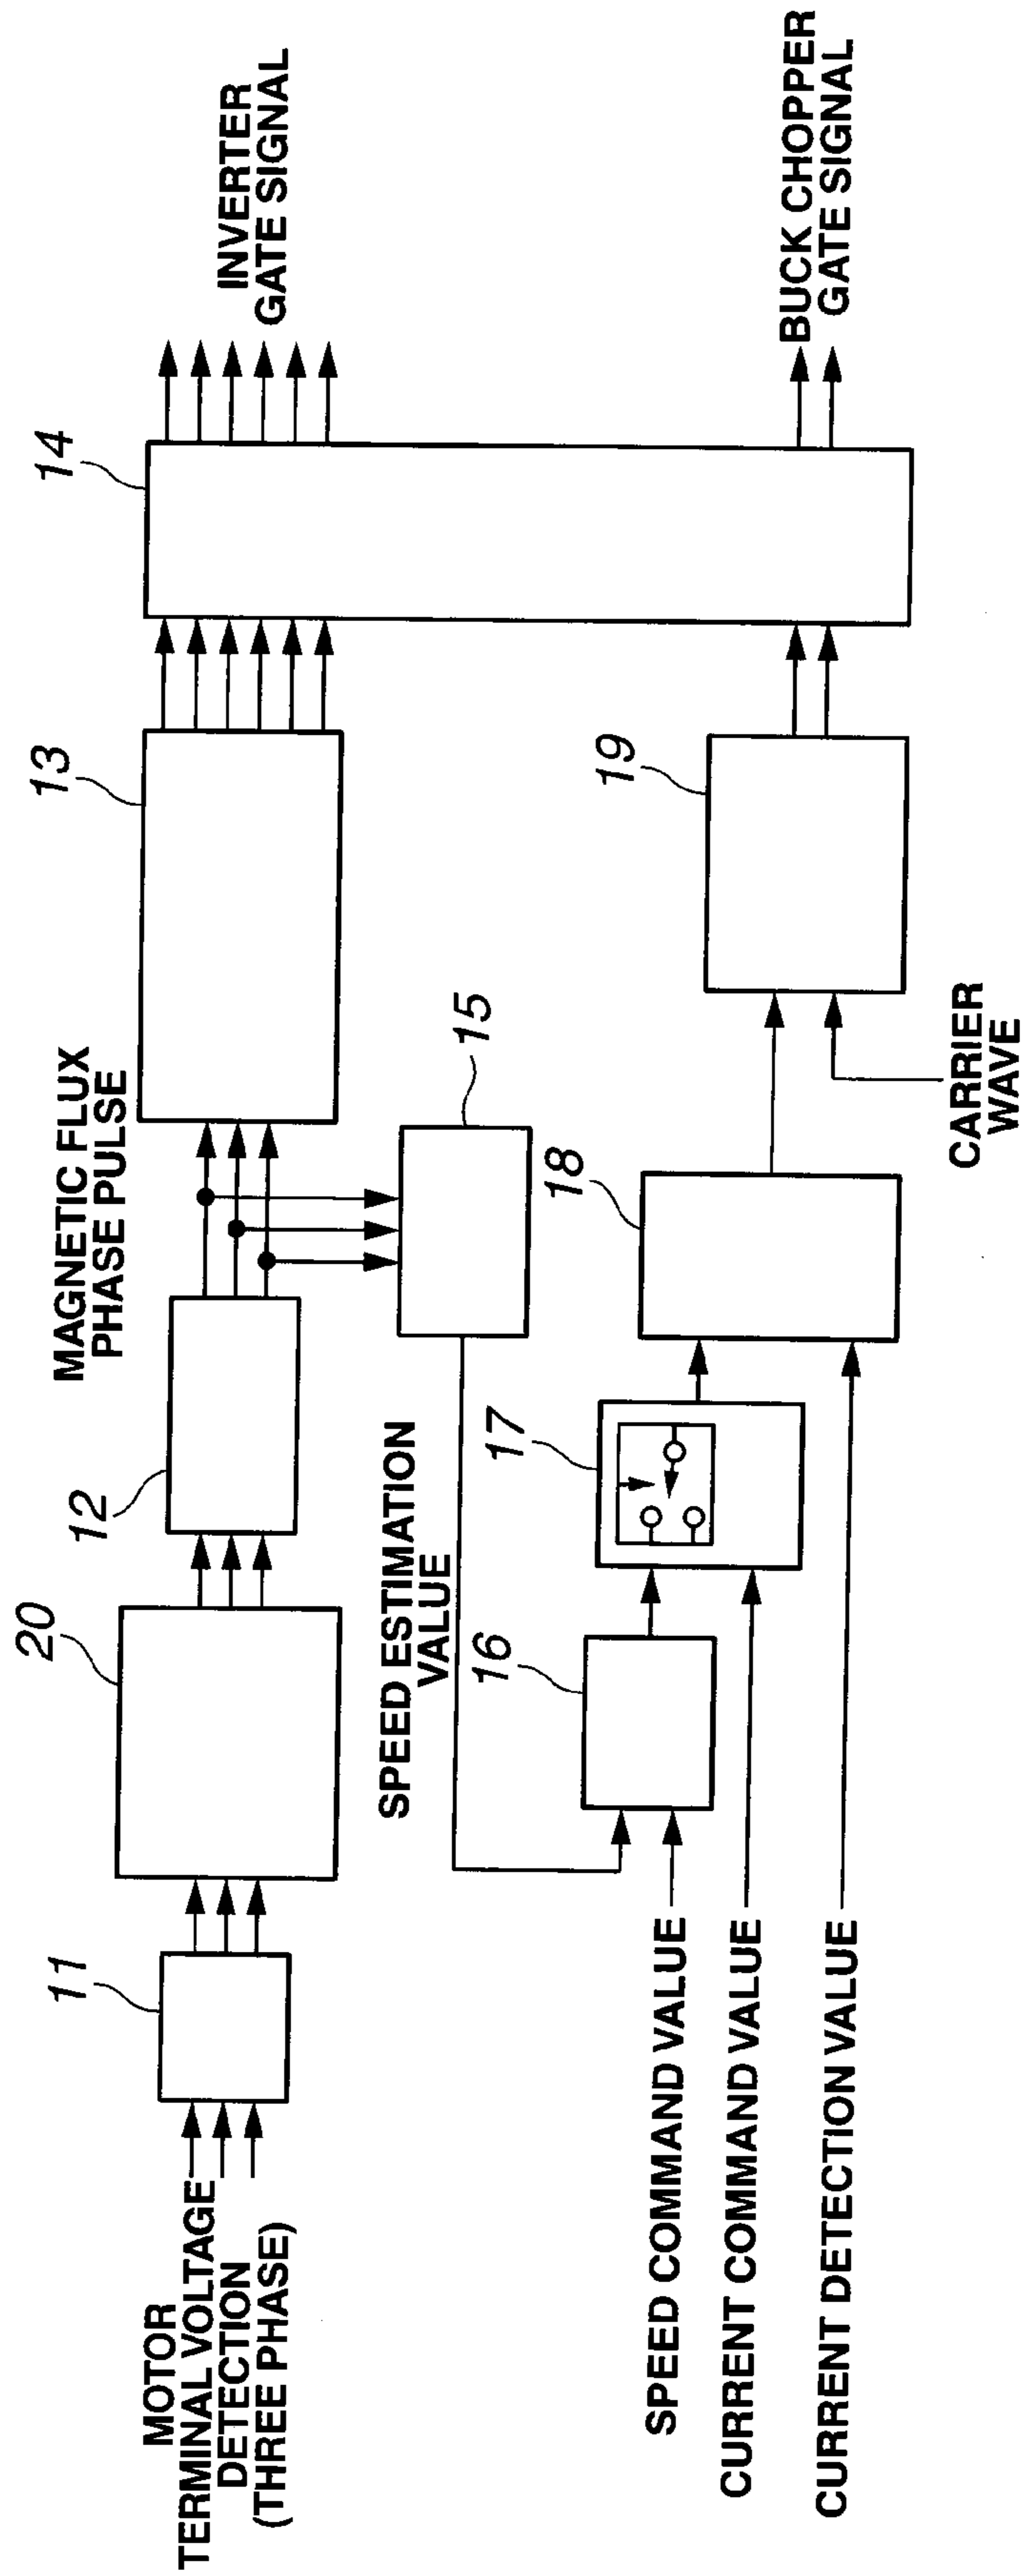 MOTOR
TERMINAL VOLTAGE
DETECTION
(THREE PHASE)
11
20
12
MAGNETIC FLUX
PHASE PULSE
13
14
INVERTER
GATE SIGNAL
SPEED ESTIMATION
VALUE
15
16
17
18
19
SPEED COMMAND VALUE
CURRENT COMMAND VALUE
CURRENT DETECTION VALUE
CARRIER
WAVE
BUCK CHOPPER
GATE SIGNAL